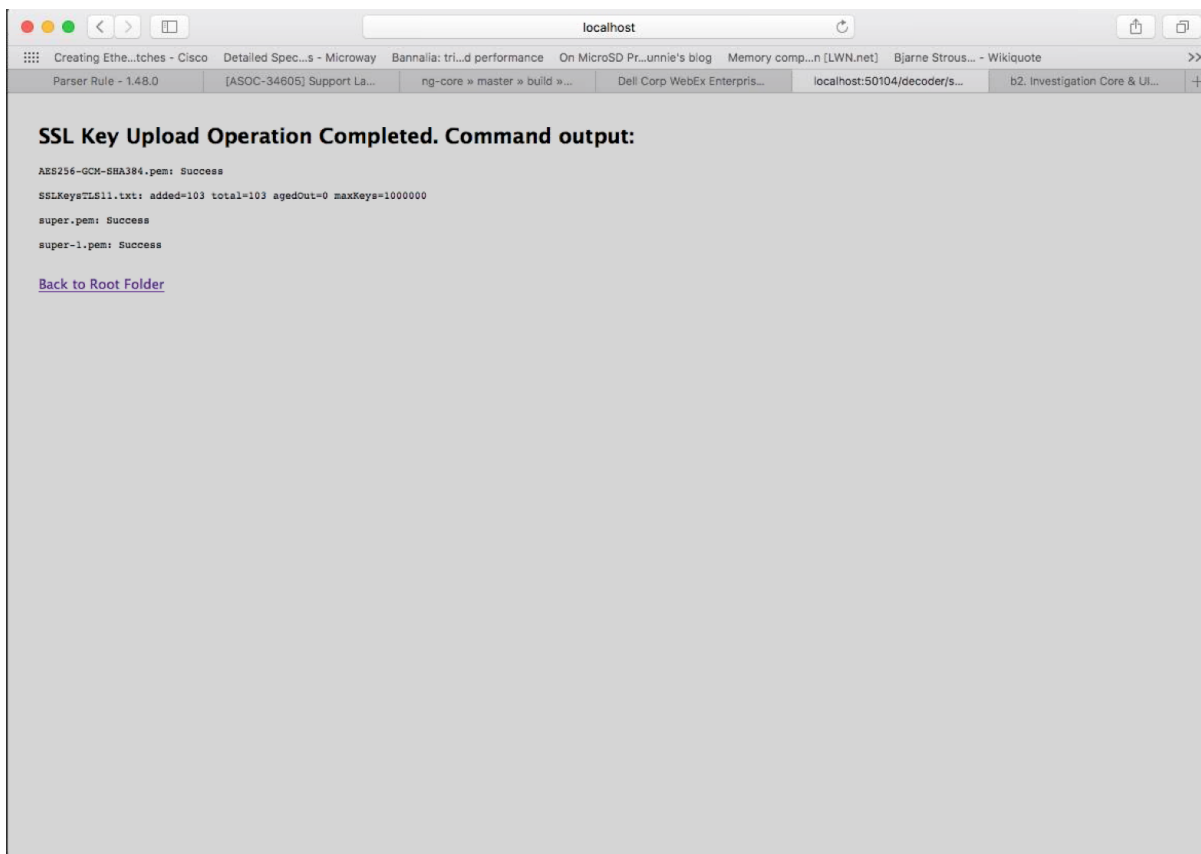 localhost
Creating Ethe...tches - Cisco Detailed Spec...s - Microway Bannalia: tri...d performance On MicroSD Pr...unnie's blog Memory comp...n [LWN.net] Bjarne Strous... - Wikiquote >>
Parser Rule - 1.48.0 [ASOC-34605] Support La... ng-core » master » build »... Dell Corp WebEx Enterpris... localhost:50104/decoder/s... b2. Investigation Core & UI... +
SSL Key Upload Operation Completed. Command output:
AES256-GCM-SHA384.pem: Success
SSLKeysTLS11.txt: added=103 total=103 agedOut=0 maxKeys=1000000
super.pem: Success
super-1.pem: Success
Back to Root Folder